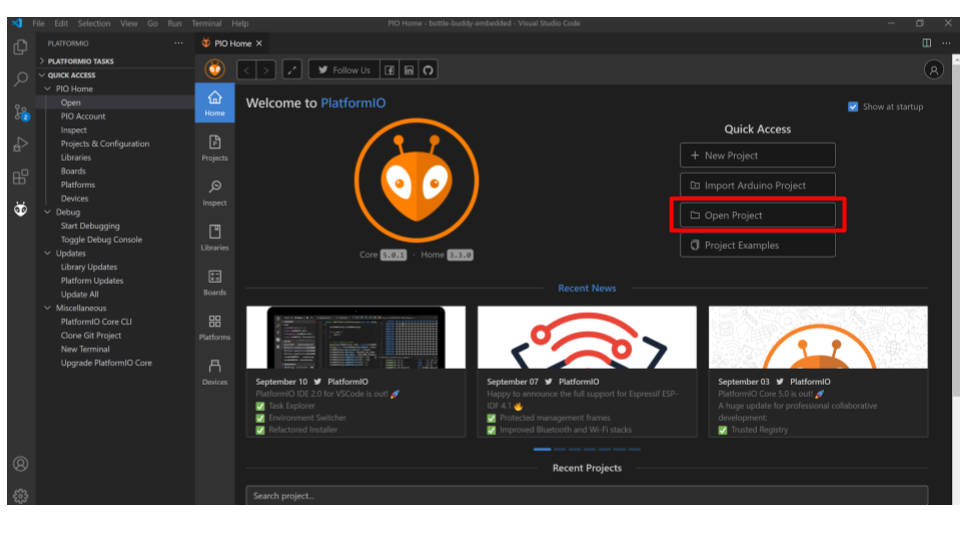 File Edit Selection View Go Run Terminal Help
PIO Home - bottle-buddy-embedded - Visual Studio Code
PLATFORMIO
PIO Home
PLATFORMIO TASKS
QUICK ACCESS
PIO Home
Open
PIO Account
Inspect
Projects & Configuration
Libraries
Boards
Platforms
Devices
Debug
Start Debugging
Toggle Debug Console
Updates
Library Updates
Platform Updates
Update All
Miscellaneous
PlatformIO Core CLI
Clone Git Project
New Terminal
Upgrade PlatformIO Core
2
Follow Us
Home
Projects
Inspect
Libraries
Boards
Platforms
Devices
Welcome to PlatformIO
Show at startup
Core 5.0.1 · Home 3.3.0
Quick Access
New Project
Import Arduino Project
Open Project
Project Examples
Recent News
September 10 PlatformIO
PlatformIO IDE 2.0 for VSCode is out! 🚀
✅ Task Explorer
✅ Environment Switcher
✅ Refactored Installer
September 07 PlatformIO
Happy to announce the full support for Espressif ESP-
IDF 4.1 🔥
✅ Protected management frames
✅ Improved Bluetooth and Wi-Fi stacks
September 03 PlatformIO
PlatformIO Core 5.0 is out! 🚀
A huge update for professional collaborative
development:
✅ Trusted Registry
Recent Projects
Search project...